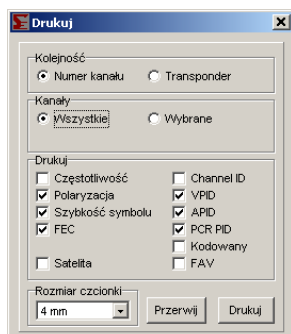 Drukuj
Kolejność
Numer kanału Transponder
Kanały
Wszystkie Wybrane
Drukuj
Częstotliwość Channel ID
Polaryzacja VPID
Szybkość symbolu APID
FEC PCR PID
Kodowany
Satelita FAV
Rozmiar czcionki
4 mm Przerwij Drukuj